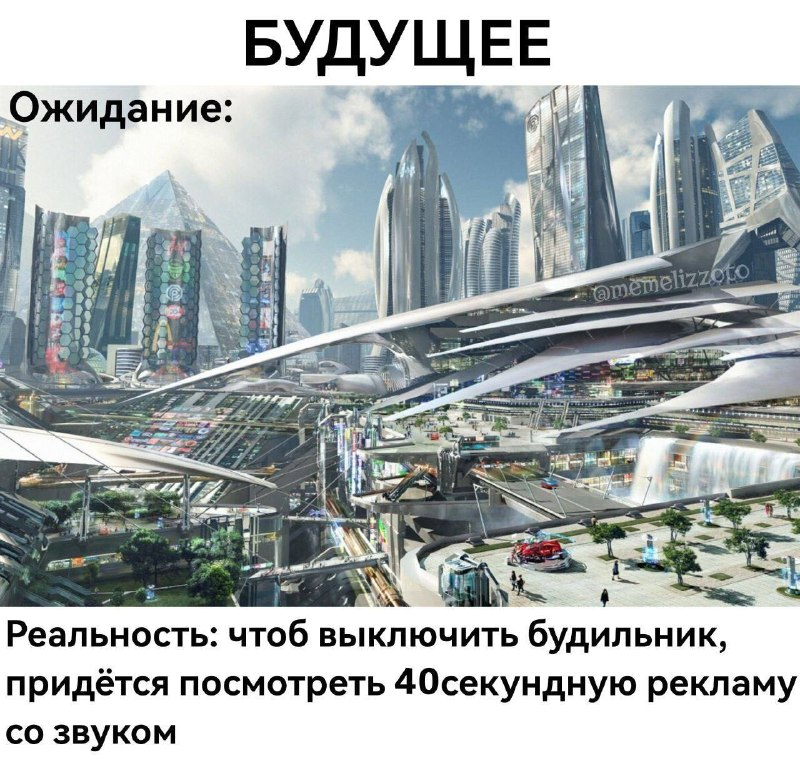 БУДУЩЕЕ
Ожидание:
@memelizzoto
Реальность: чтоб выключить будильник,
придётся посмотреть 40секундную рекламу
со звуком